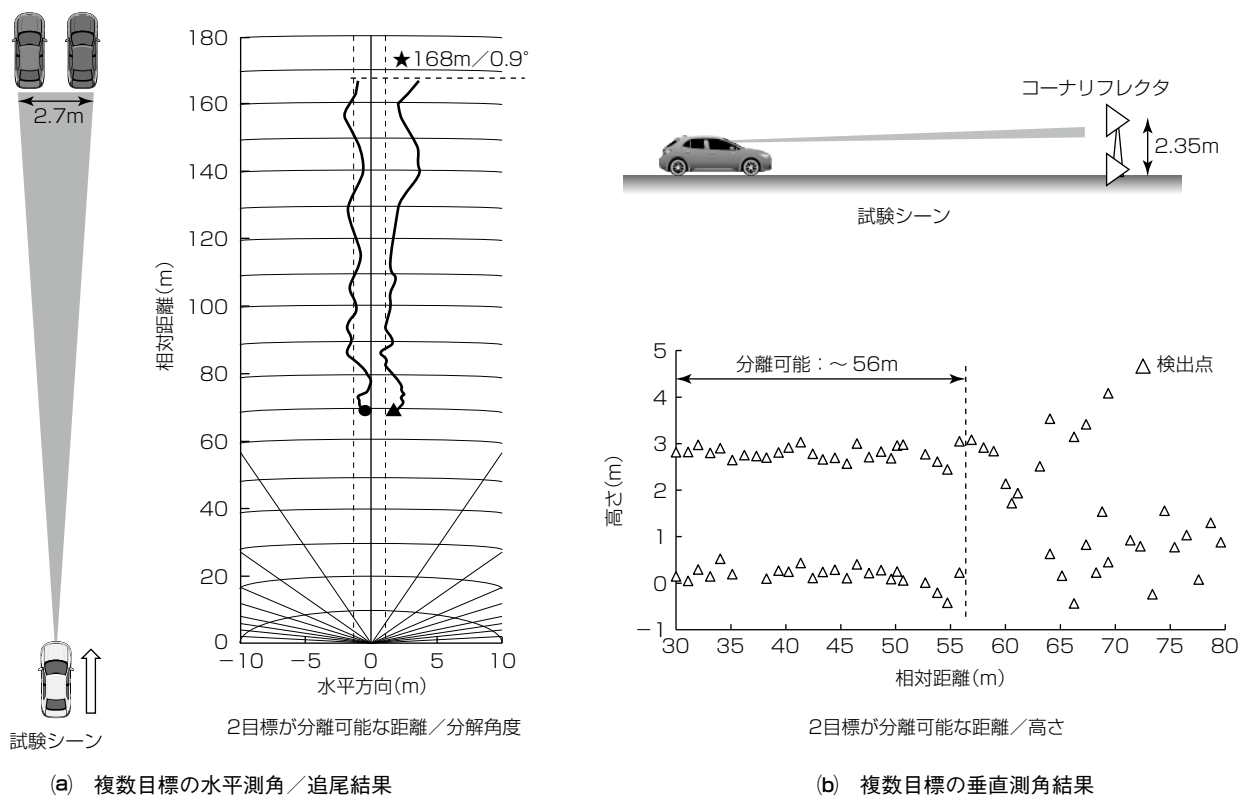 2.7m
試験シーン
180
160
140
120
100
80
60
40
20
0
相対距離(m)
★168m／0.9°
－10
－5
0
5
10
水平方向(m)
2目標が分離可能な距離／分解角度
(a) 複数目標の水平測角／追尾結果
コーナリフレクタ
2.35m
試験シーン
5
4
3
2
1
0
－1
高さ(m)
分離可能：～56m
△ 検出点
30
35
40
45
50
55
60
65
70
75
80
相対距離(m)
2目標が分離可能な距離／高さ
(b) 複数目標の垂直測角結果